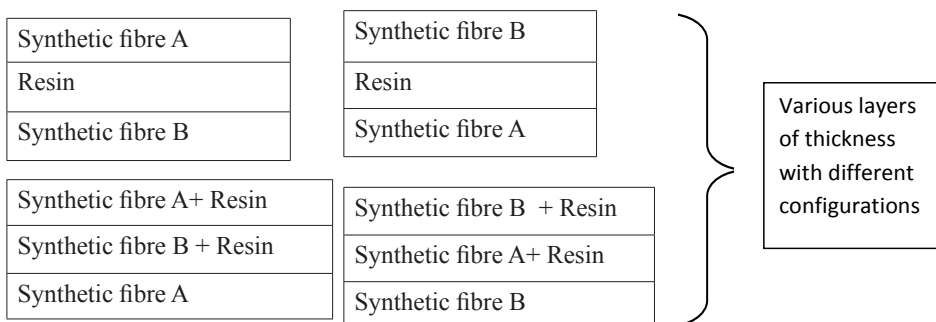 Synthetic fibre A
Resin
Synthetic fibre B
Synthetic fibre B
Resin
Synthetic fibre A
Synthetic fibre A+ Resin
Synthetic fibre B + Resin
Synthetic fibre A
Synthetic fibre B  + Resin
Synthetic fibre A+ Resin
Synthetic fibre B
Various layers
of thickness
with different
configurations